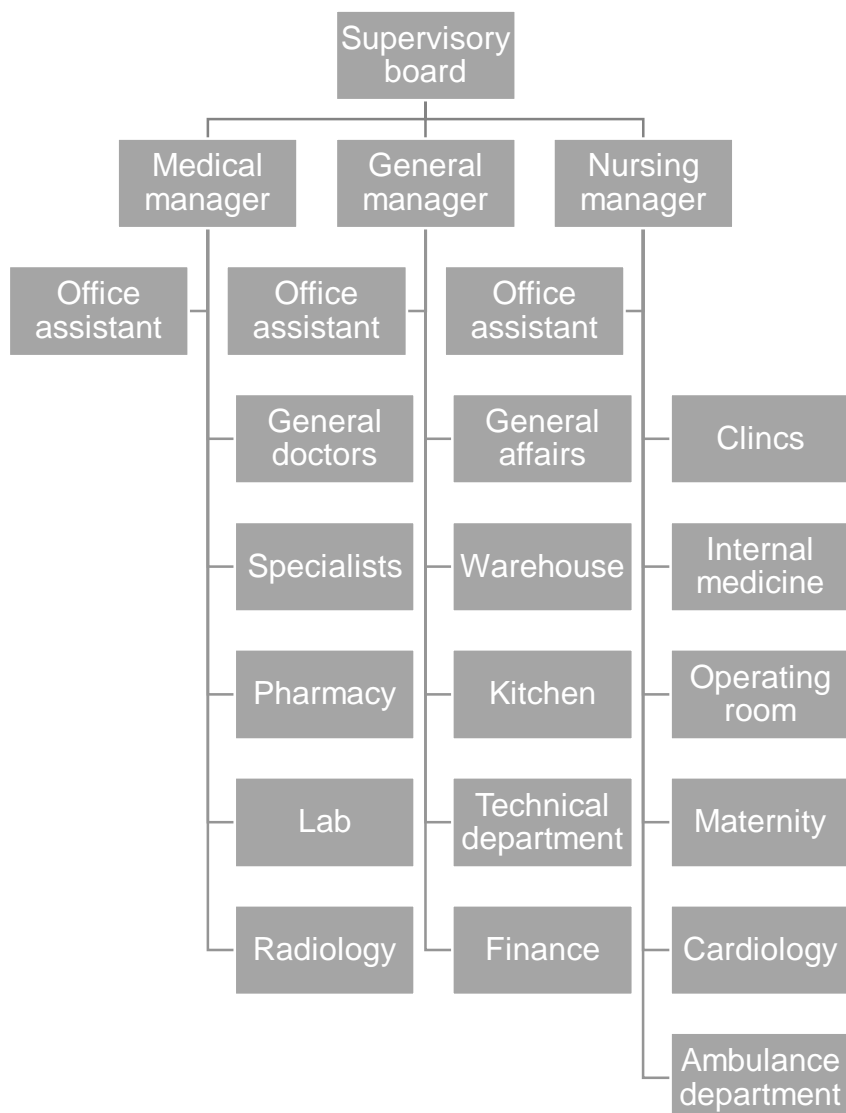 Supervisory
board
Medical
manager
General
manager
Nursing
manager
Office
assistant
Office
assistant
Office
assistant
General
doctors
General
affairs
Clincs
Specialists
Warehouse
Internal
medicine
Pharmacy
Kitchen
Operating
room
Lab
Technical
department
Maternity
Radiology
Finance
Cardiology
Ambulance
department